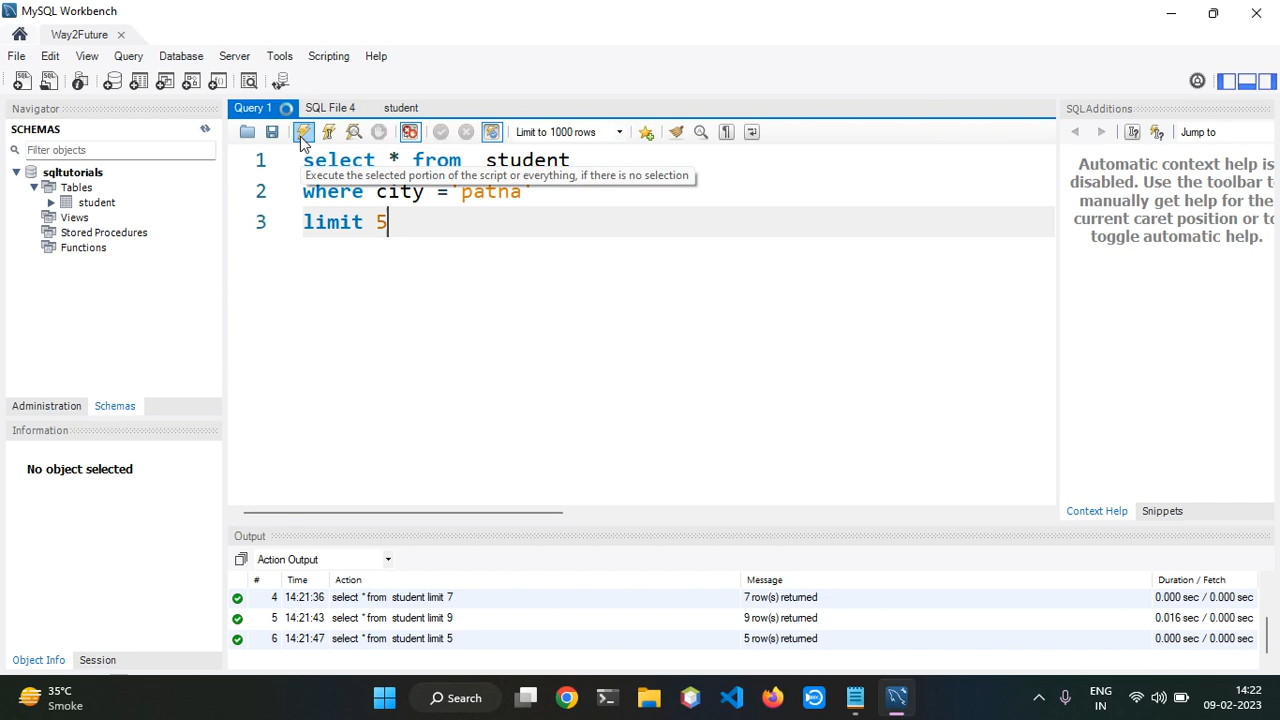 MySQL Workbench
Way2Future
File Edit View Query Database Server Tools Scripting Help
Navigator
SCHEMAS
Filter objects
sqltutorials
Tables
student
Views
Stored Procedures
Functions
Administration Schemas
Information
No object selected
Object Info Session
Query 1 SQL File 4 student
Limit to 1000 rows
1 select * from student
Execute the selected portion of the script or everything, if there is no selection
2 where city ='patna'
3 limit 5
SQLAdditions
Jump to
Automatic context help is
disabled. Use the toolbar t
manually get help for the
current caret position or to
toggle automatic help.
Context Help Snippets
Output
Action Output
# Time Action Message Duration / Fetch
4 14:21:36 select * from student limit 7 7 row(s) returned 0.000 sec / 0.000 sec
5 14:21:43 select * from student limit 9 9 row(s) returned 0.016 sec / 0.000 sec
6 14:21:47 select * from student limit 5 5 row(s) returned 0.000 sec / 0.000 sec
35°C
Smoke
Search
ENG
IN
14:22
09-02-2023